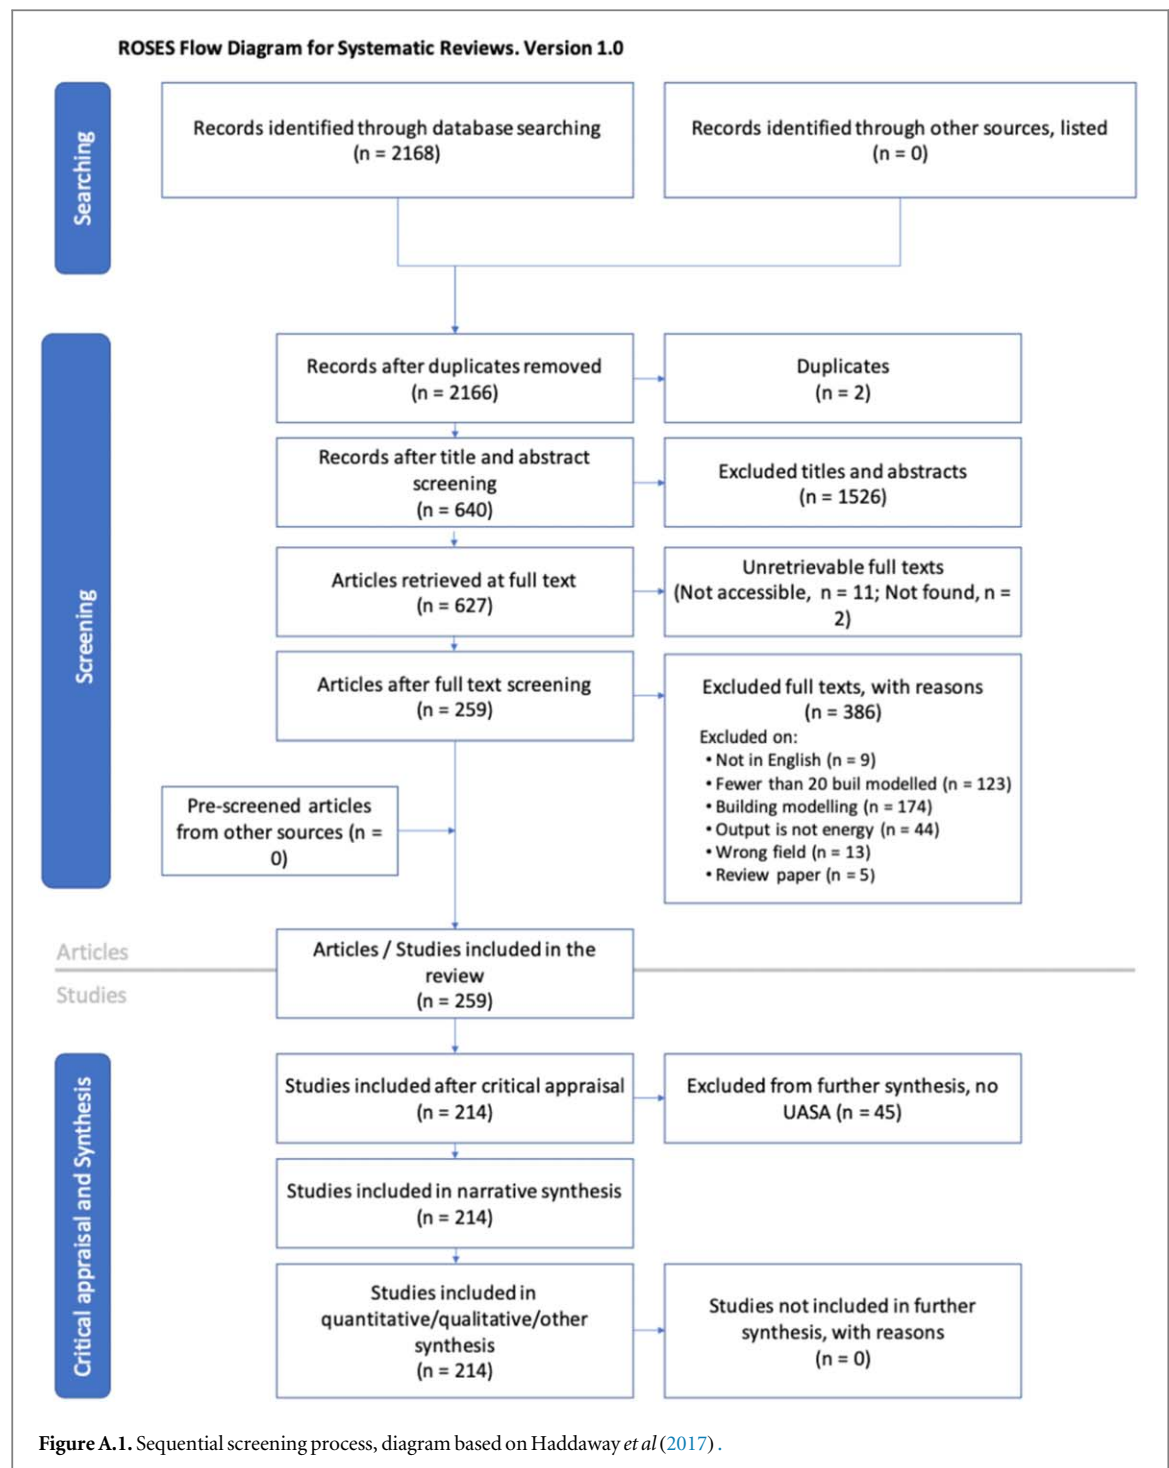 ROSES Flow Diagram for Systematic Reviews. Version 1.0
Searching
Records identified through database searching
(n = 2168)
Records identified through other sources, listed
(n = 0)
Screening
Records after duplicates removed
(n = 2166)
Duplicates
(n = 2)
Records after title and abstract
screening
(n = 640)
Excluded titles and abstracts
(n = 1526)
Articles retrieved at full text
(n = 627)
Unretrievable full texts
(Not accessible, n = 11; Not found, n =
2)
Articles after full text screening
(n = 259)
Excluded full texts, with reasons
(n = 386)
Excluded on:
• Not in English (n = 9)
• Fewer than 20 buil modelled (n = 123)
• Building modelling (n = 174)
• Output is not energy (n = 44)
• Wrong field (n = 13)
• Review paper (n = 5)
Pre-screened articles
from other sources (n =
0)
Articles
Studies
Articles / Studies included in the
review
(n = 259)
Critical appraisal and Synthesis
Studies included after critical appraisal
(n = 214)
Excluded from further synthesis, no
UASA (n = 45)
Studies included in narrative synthesis
(n = 214)
Studies included in
quantitative/qualitative/other
synthesis
(n = 214)
Studies not included in further
synthesis, with reasons
(n = 0)
Figure A.1. Sequential screening process, diagram based on Haddaway et al (2017) .